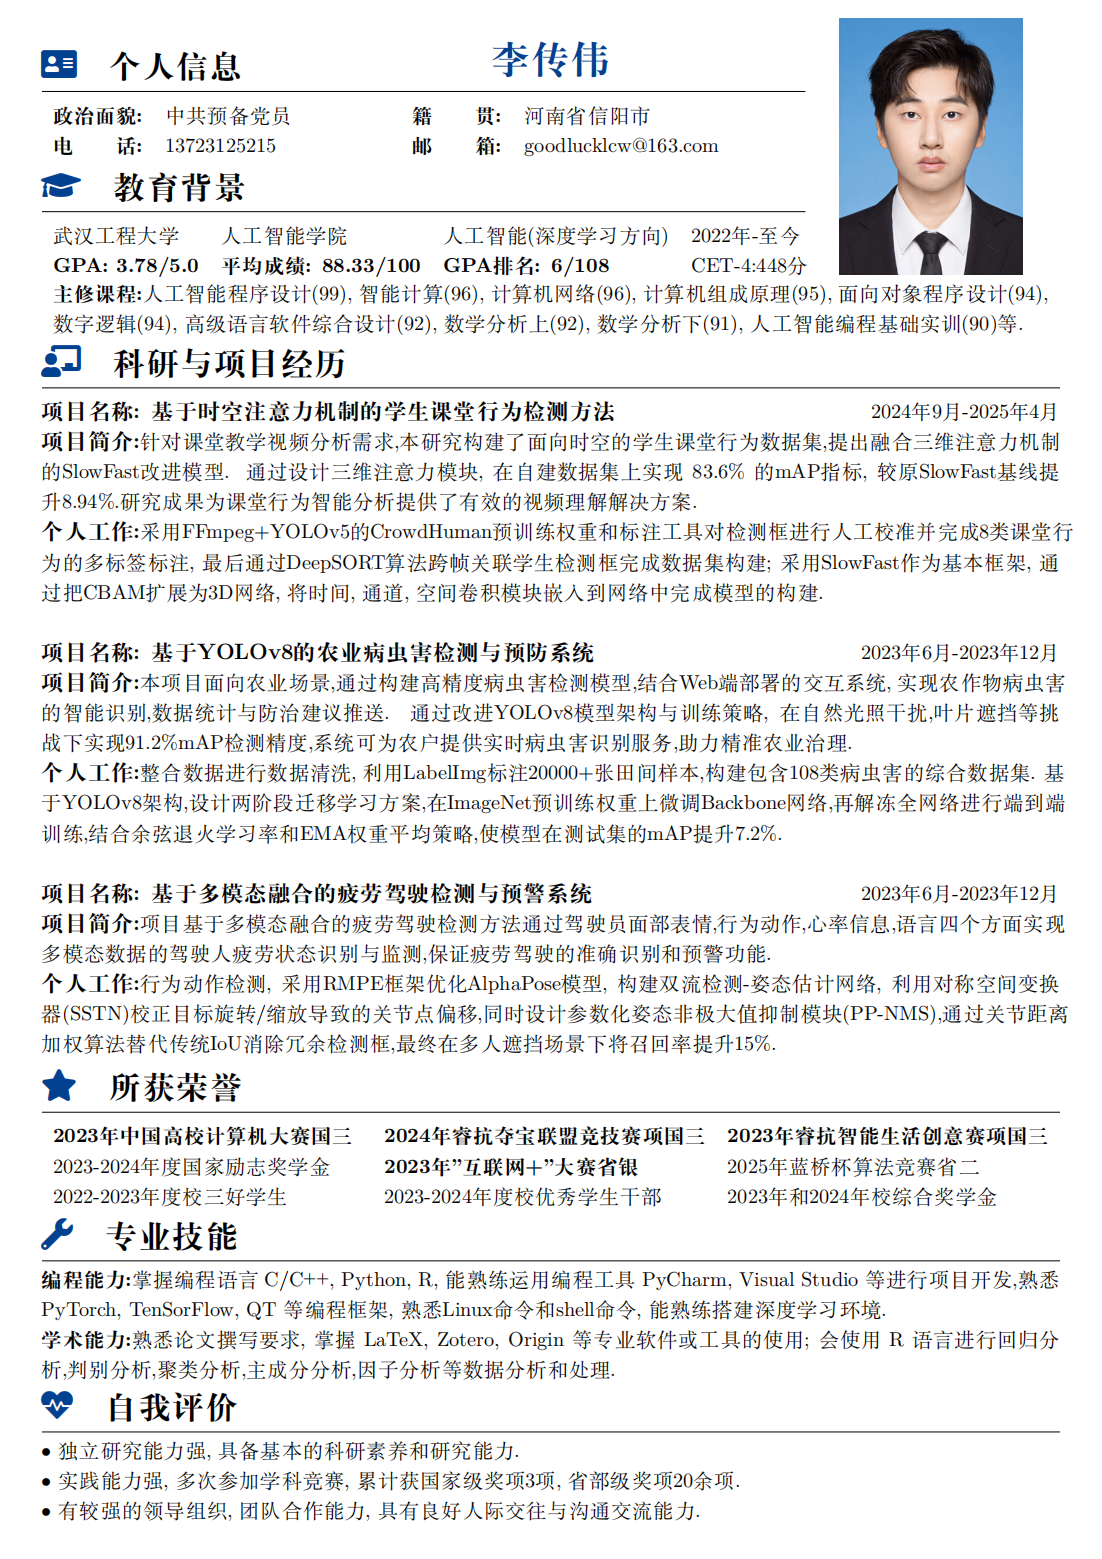 李传伟
个人信息
政治面貌: 中共预备党员 籍 贯: 河南省信阳市
电 话: 13723125215 邮 箱: goodlucklcw@163.com
教育背景
武汉工程大学 人工智能学院 人工智能(深度学习方向) 2022年-至今
GPA: 3.78/5.0 平均成绩: 88.33/100 GPA排名: 6/108 CET-4:448分
主修课程:人工智能程序设计(99), 智能计算(96), 计算机网络(96), 计算机组成原理(95), 面向对象程序设计(94),
数字逻辑(94), 高级语言软件综合设计(92), 数学分析上(92), 数学分析下(91), 人工智能编程基础实训(90)等.
科研与项目经历
项目名称: 基于时空注意力机制的学生课堂行为检测方法 2024年9月-2025年4月
项目简介:针对课堂教学视频分析需求,本研究构建了面向时空的学生课堂行为数据集,提出融合三维注意力机制
的SlowFast改进模型. 通过设计三维注意力模块, 在自建数据集上实现 83.6% 的mAP指标, 较原SlowFast基线提
升8.94%.研究成果为课堂行为智能分析提供了有效的视频理解解决方案.
个人工作:采用FFmpeg+YOLOv5的CrowdHuman预训练权重和标注工具对检测框进行人工校准并完成8类课堂行
为的多标签标注, 最后通过DeepSORT算法跨帧关联学生检测框完成数据集构建; 采用SlowFast作为基本框架, 通
过把CBAM扩展为3D网络, 将时间, 通道, 空间卷积模块嵌入到网络中完成模型的构建.
项目名称: 基于YOLOv8的农业病虫害检测与预防系统 2023年6月-2023年12月
项目简介:本项目面向农业场景,通过构建高精度病虫害检测模型,结合Web端部署的交互系统, 实现农作物病虫害
的智能识别,数据统计与防治建议推送. 通过改进YOLOv8模型架构与训练策略, 在自然光照干扰,叶片遮挡等挑
战下实现91.2%mAP检测精度,系统可为农户提供实时病虫害识别服务,助力精准农业治理.
个人工作:整合数据进行数据清洗, 利用LabelImg标注20000+张田间样本,构建包含108类病虫害的综合数据集. 基
于YOLOv8架构,设计两阶段迁移学习方案,在ImageNet预训练权重上微调Backbone网络,再解冻全网络进行端到端
训练,结合余弦退火学习率和EMA权重平均策略,使模型在测试集的mAP提升7.2%.
项目名称: 基于多模态融合的疲劳驾驶检测与预警系统 2023年6月-2023年12月
项目简介:项目基于多模态融合的疲劳驾驶检测方法通过驾驶员面部表情,行为动作,心率信息,语言四个方面实现
多模态数据的驾驶人疲劳状态识别与监测,保证疲劳驾驶的准确识别和预警功能.
个人工作:行为动作检测, 采用RMPE框架优化AlphaPose模型, 构建双流检测-姿态估计网络, 利用对称空间变换
器(SSTN)校正目标旋转/缩放导致的关节点偏移,同时设计参数化姿态非极大值抑制模块(PP-NMS),通过关节距离
加权算法替代传统IoU消除冗余检测框,最终在多人遮挡场景下将召回率提升15%.
所获荣誉
2023年中国高校计算机大赛国三 2024年睿抗夺宝联盟竞技赛项国三 2023年睿抗智能生活创意赛项国三
2023-2024年度国家励志奖学金 2023年”互联网+”大赛省银 2025年蓝桥杯算法竞赛省二
2022-2023年度校三好学生 2023-2024年度校优秀学生干部 2023年和2024年校综合奖学金
专业技能
编程能力:掌握编程语言 C/C++, Python, R, 能熟练运用编程工具 PyCharm, Visual Studio 等进行项目开发,熟悉
PyTorch, TenSorFlow, QT 等编程框架, 熟悉Linux命令和shell命令, 能熟练搭建深度学习环境.
学术能力:熟悉论文撰写要求, 掌握 LaTeX, Zotero, Origin 等专业软件或工具的使用; 会使用 R 语言进行回归分
析,判别分析,聚类分析,主成分分析,因子分析等数据分析和处理.
自我评价
• 独立研究能力强, 具备基本的科研素养和研究能力.
• 实践能力强, 多次参加学科竞赛, 累计获国家级奖项3项, 省部级奖项20余项.
• 有较强的领导组织, 团队合作能力, 具有良好人际交往与沟通交流能力.